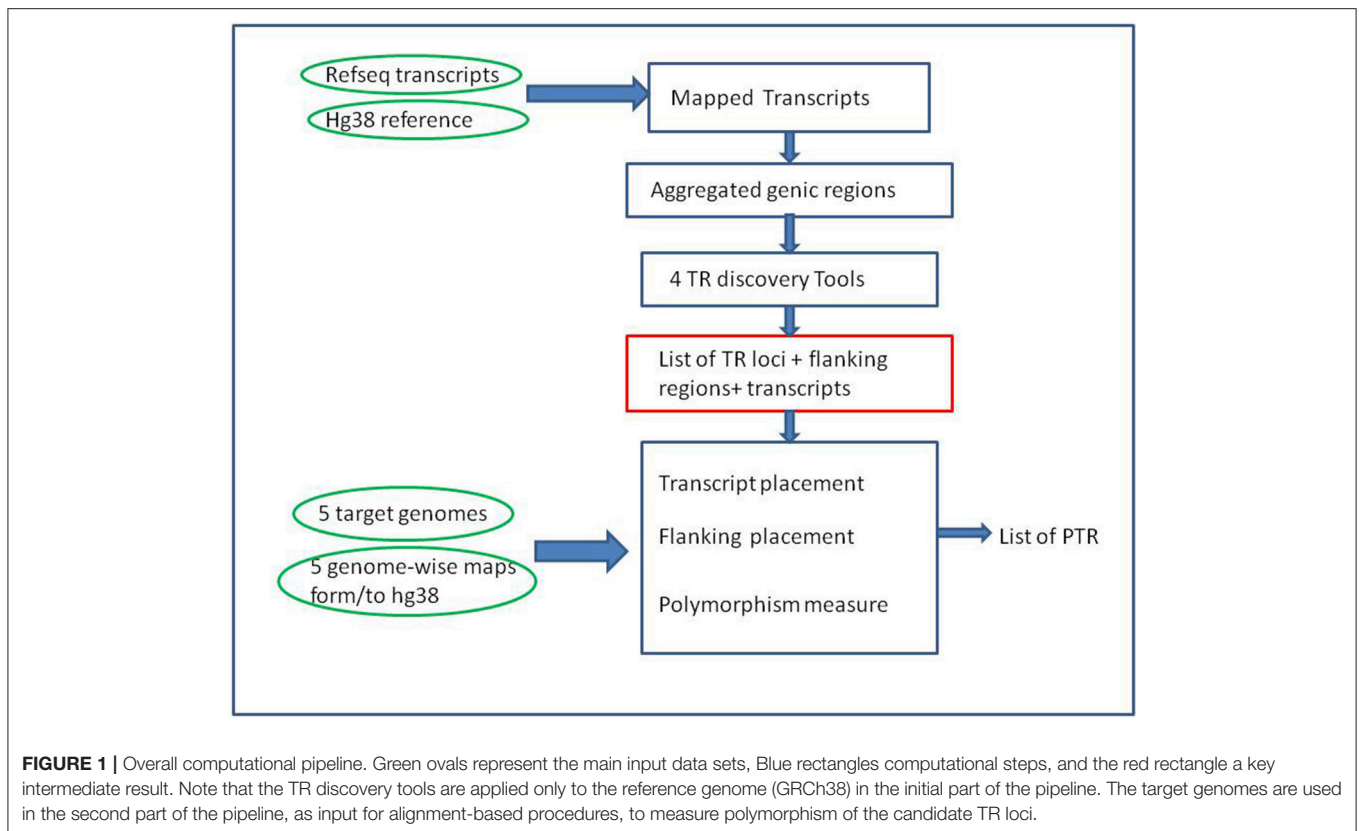 Refseq transcripts
Hg38 reference
Mapped Transcripts
Aggregated genic regions
4 TR discovery Tools
List of TR loci + flanking
regions+ transcripts
5 target genomes
5 genome-wise maps
form/to hg38
Transcript placement
Flanking placement
Polymorphism measure
List of PTR
FIGURE 1 | Overall computational pipeline. Green ovals represent the main input data sets, Blue rectangles computational steps, and the red rectangle a key
intermediate result. Note that the TR discovery tools are applied only to the reference genome (GRCh38) in the initial part of the pipeline. The target genomes are used
in the second part of the pipeline, as input for alignment-based procedures, to measure polymorphism of the candidate TR loci.